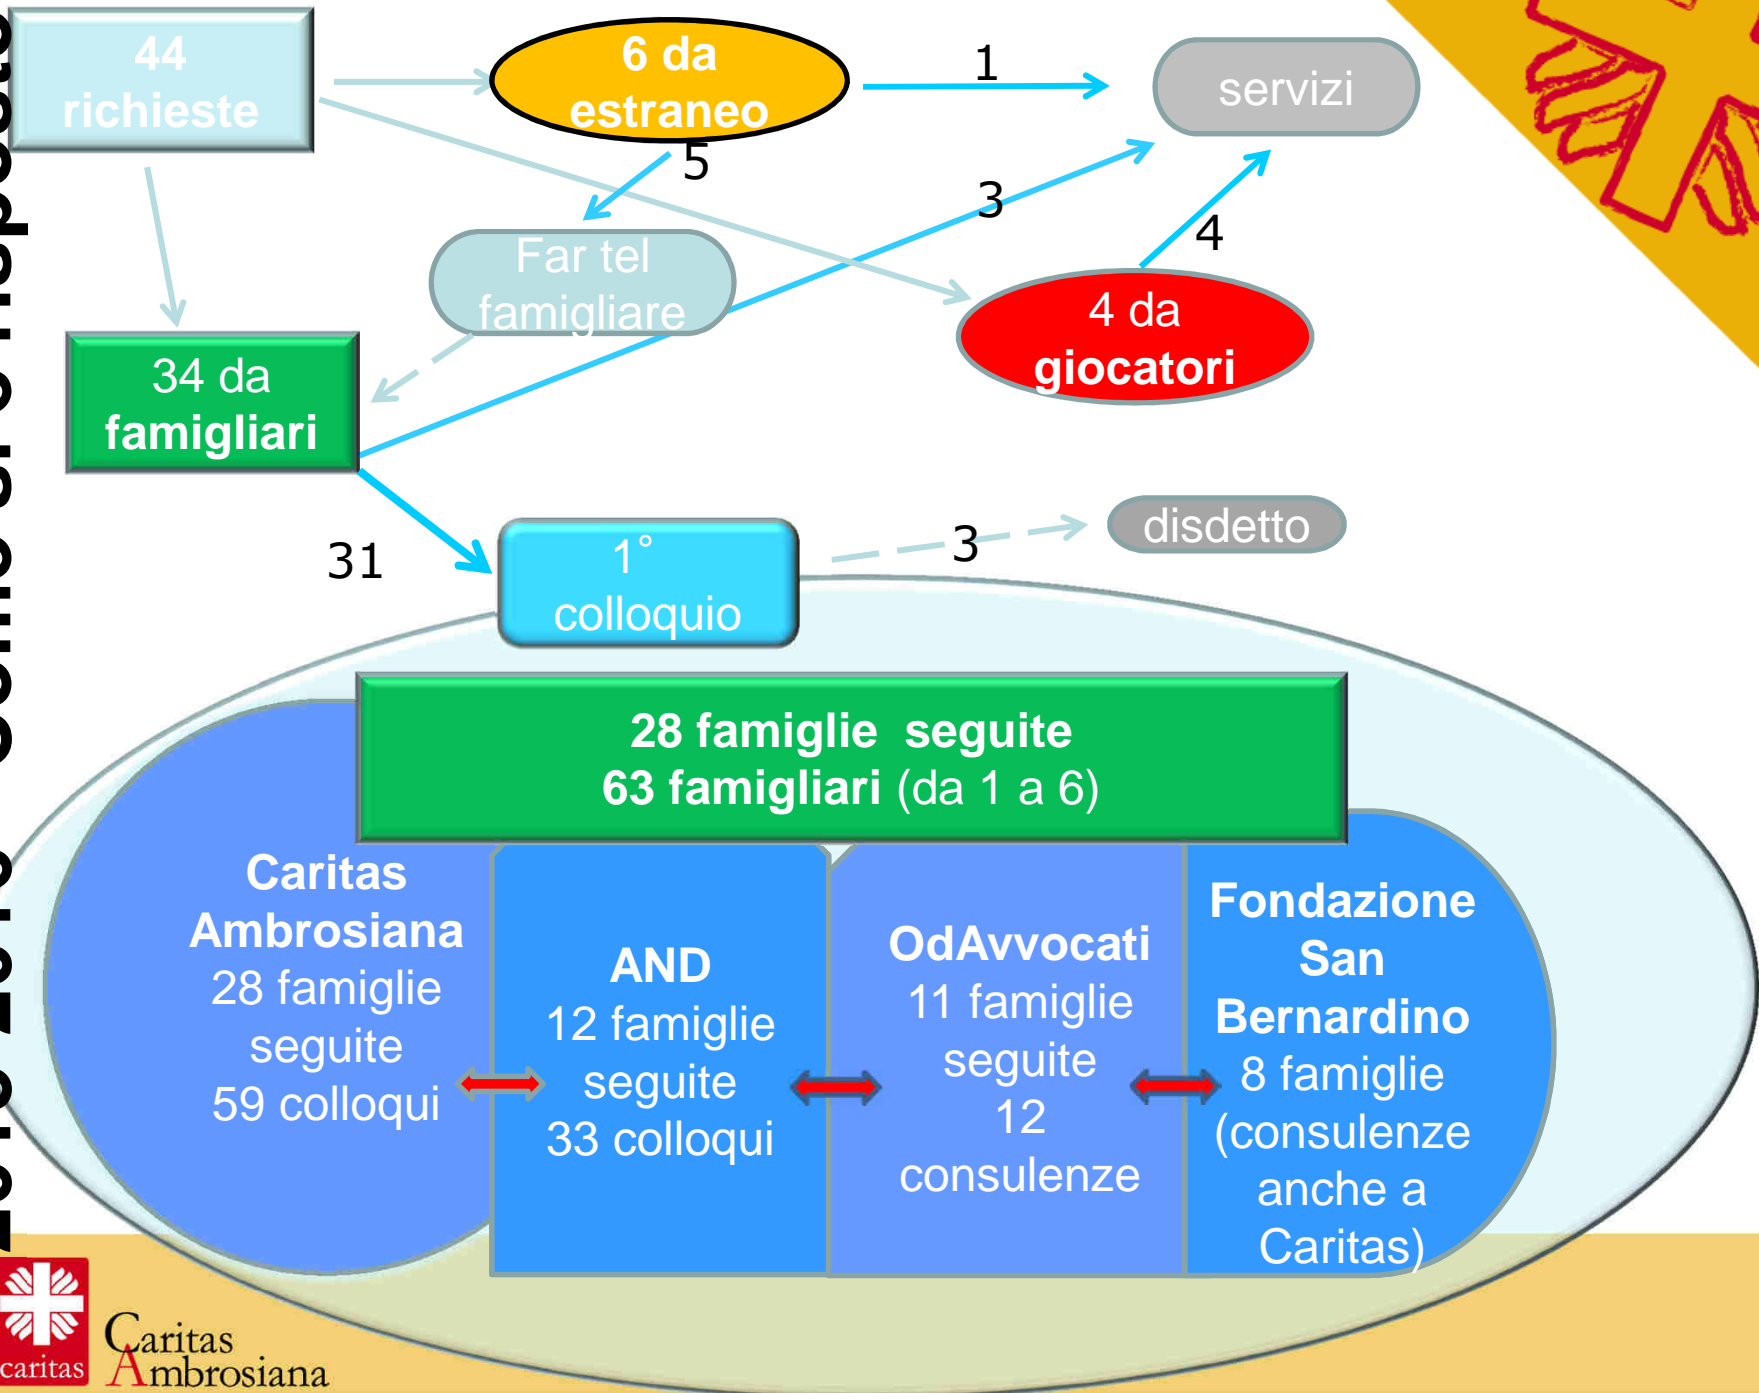 44
richieste
6 da
estraneo
1
servizi
5
3
4
Far tel
famigliare
4 da
giocatori
34 da
famigliari
31
1°
colloquio
3
disdetto
28 famiglie seguite
63 famigliari (da 1 a 6)
Caritas
Ambrosiana
28 famiglie
seguite
59 colloqui
AND
12 famiglie
seguite
33 colloqui
OdAvvocati
11 famiglie
seguite
12
consulenze
Fondazione
San
Bernardino
8 famiglie
(consulenze
anche a
Caritas)
caritas
Caritas
Ambrosiana